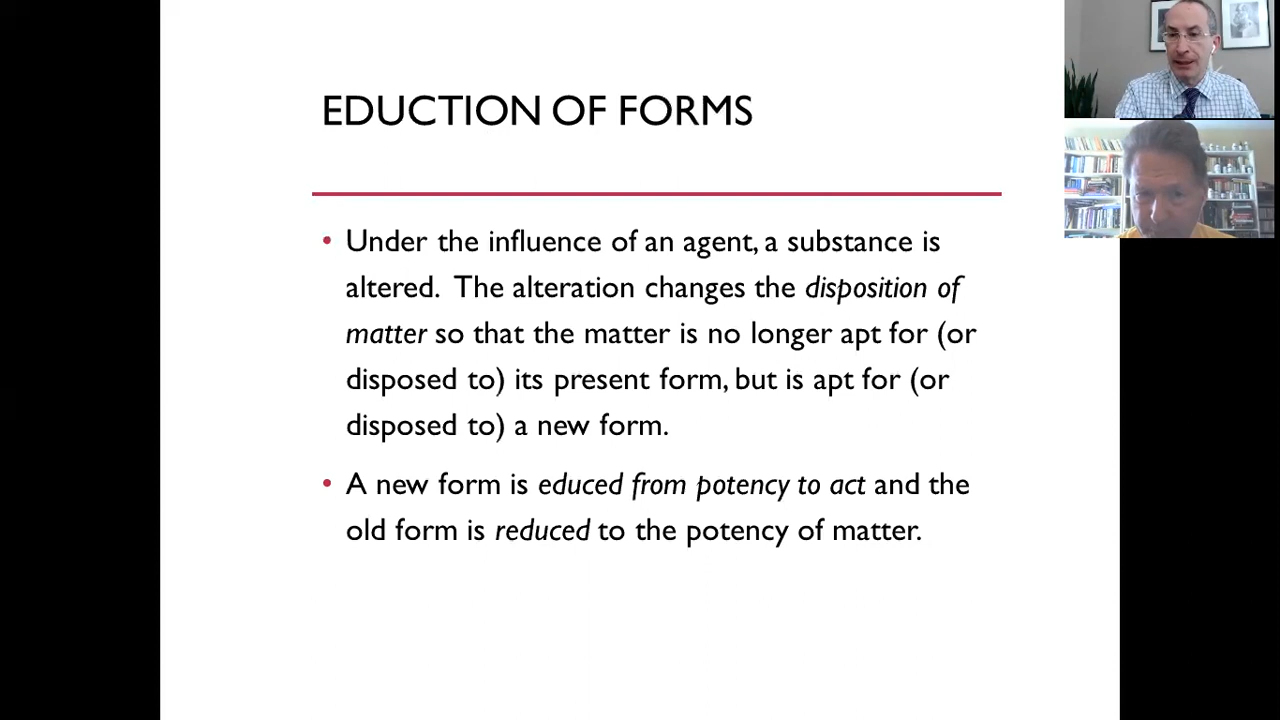 EDUCTION OF FORMS
• Under the influence of an agent, a substance is
altered. The alteration changes the disposition of
matter so that the matter is no longer apt for (or
disposed to) its present form, but is apt for (or
disposed to) a new form.
• A new form is educed from potency to act and the
old form is reduced to the potency of matter.